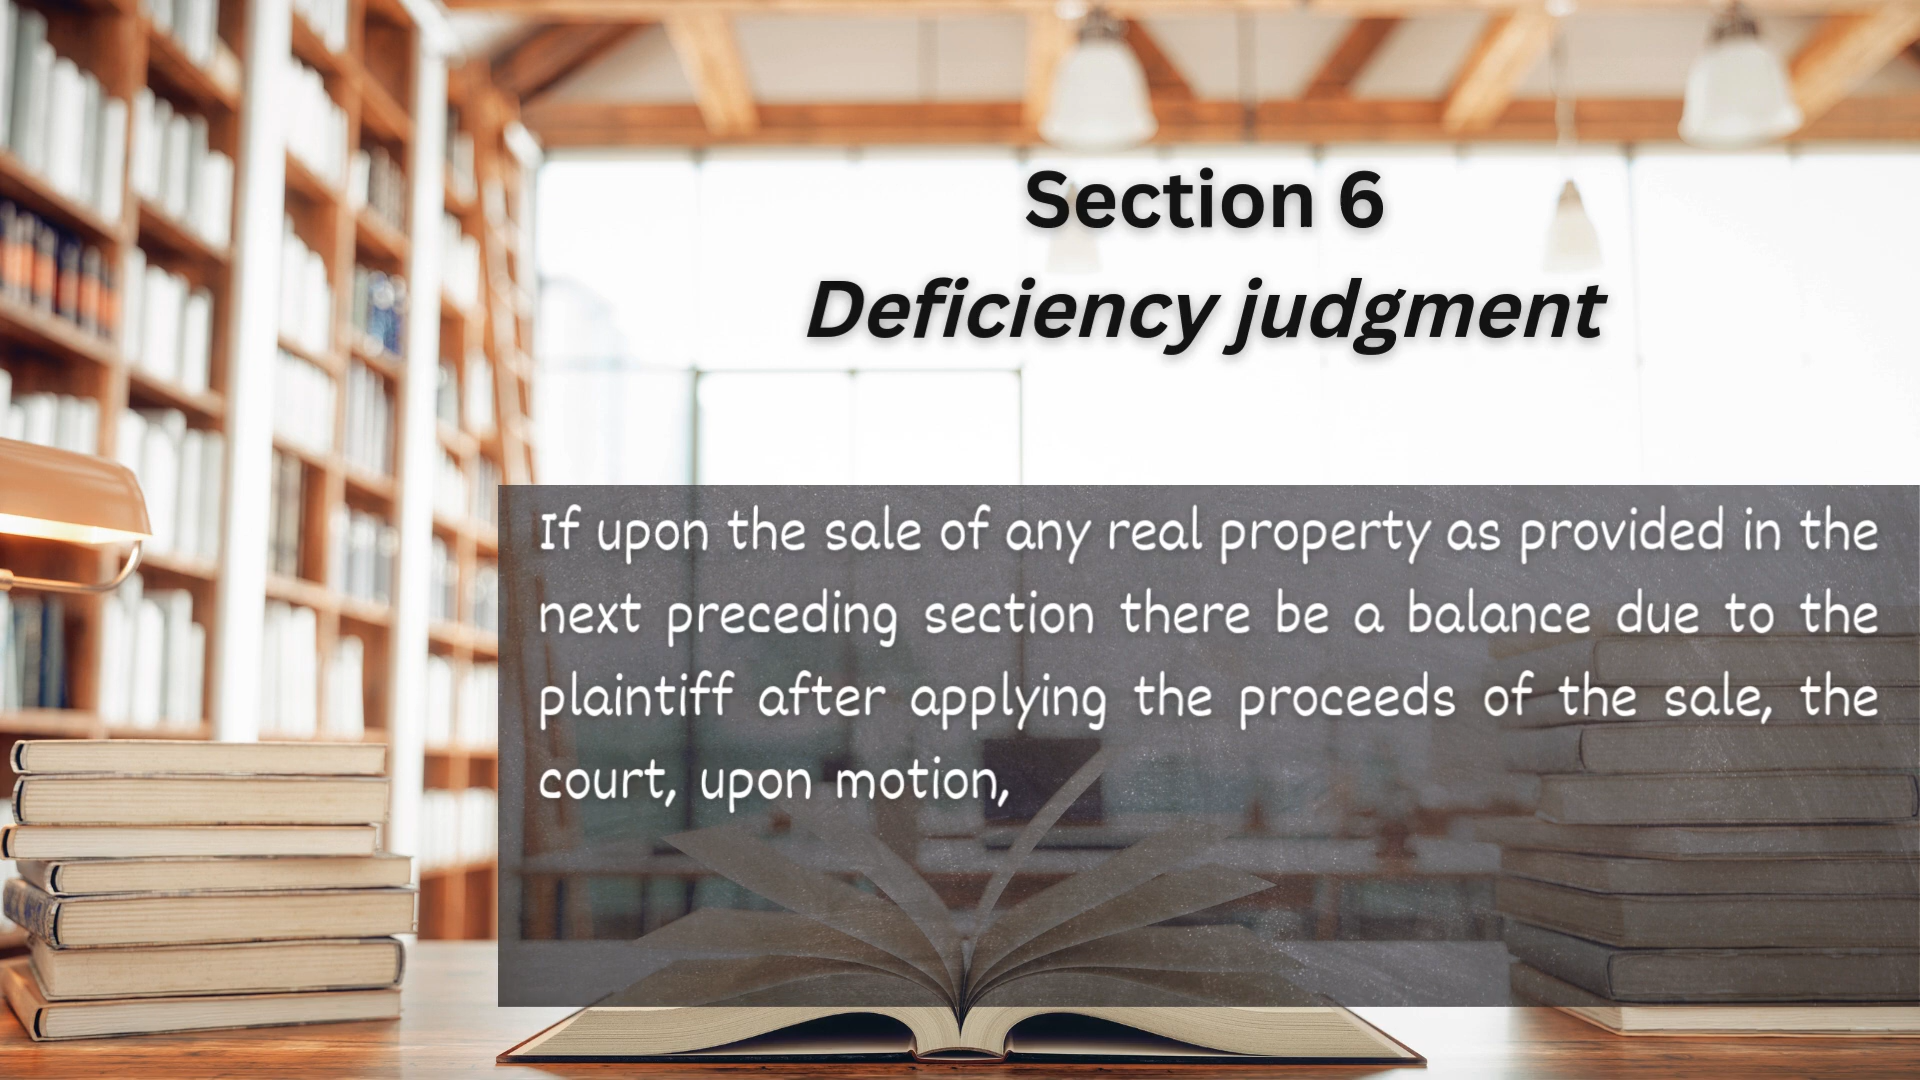 Section 6
Deficiency judgment
If upon the sale of any real property as provided in the
next preceding section there be a balance due to the
plaintiff after applying the proceeds of the sale, the
court, upon motion,